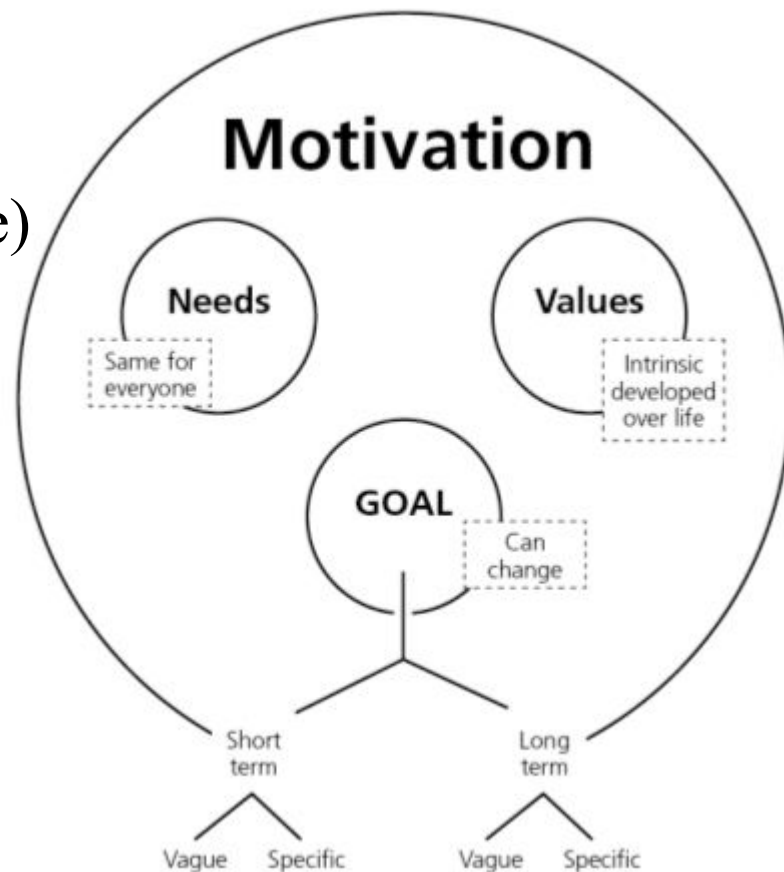 Motivation
e)
Needs
Values
Same for
everyone
Intrinsic
developed
over life
GOAL
Can
change
Short
term
Long
term
Vague Specific
Vague Specific